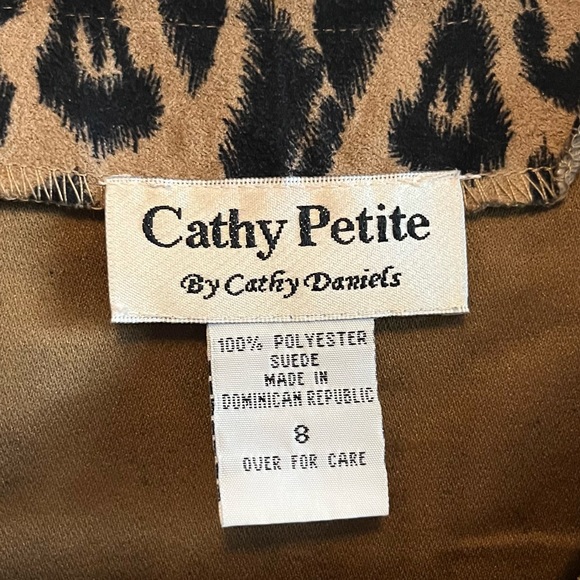 Cathy Petite
By Cathy Daniels
100% POLYESTER
SUEDE
MADE IN
DOMINICAN REPUBLIC
8
OVER FOR CARE